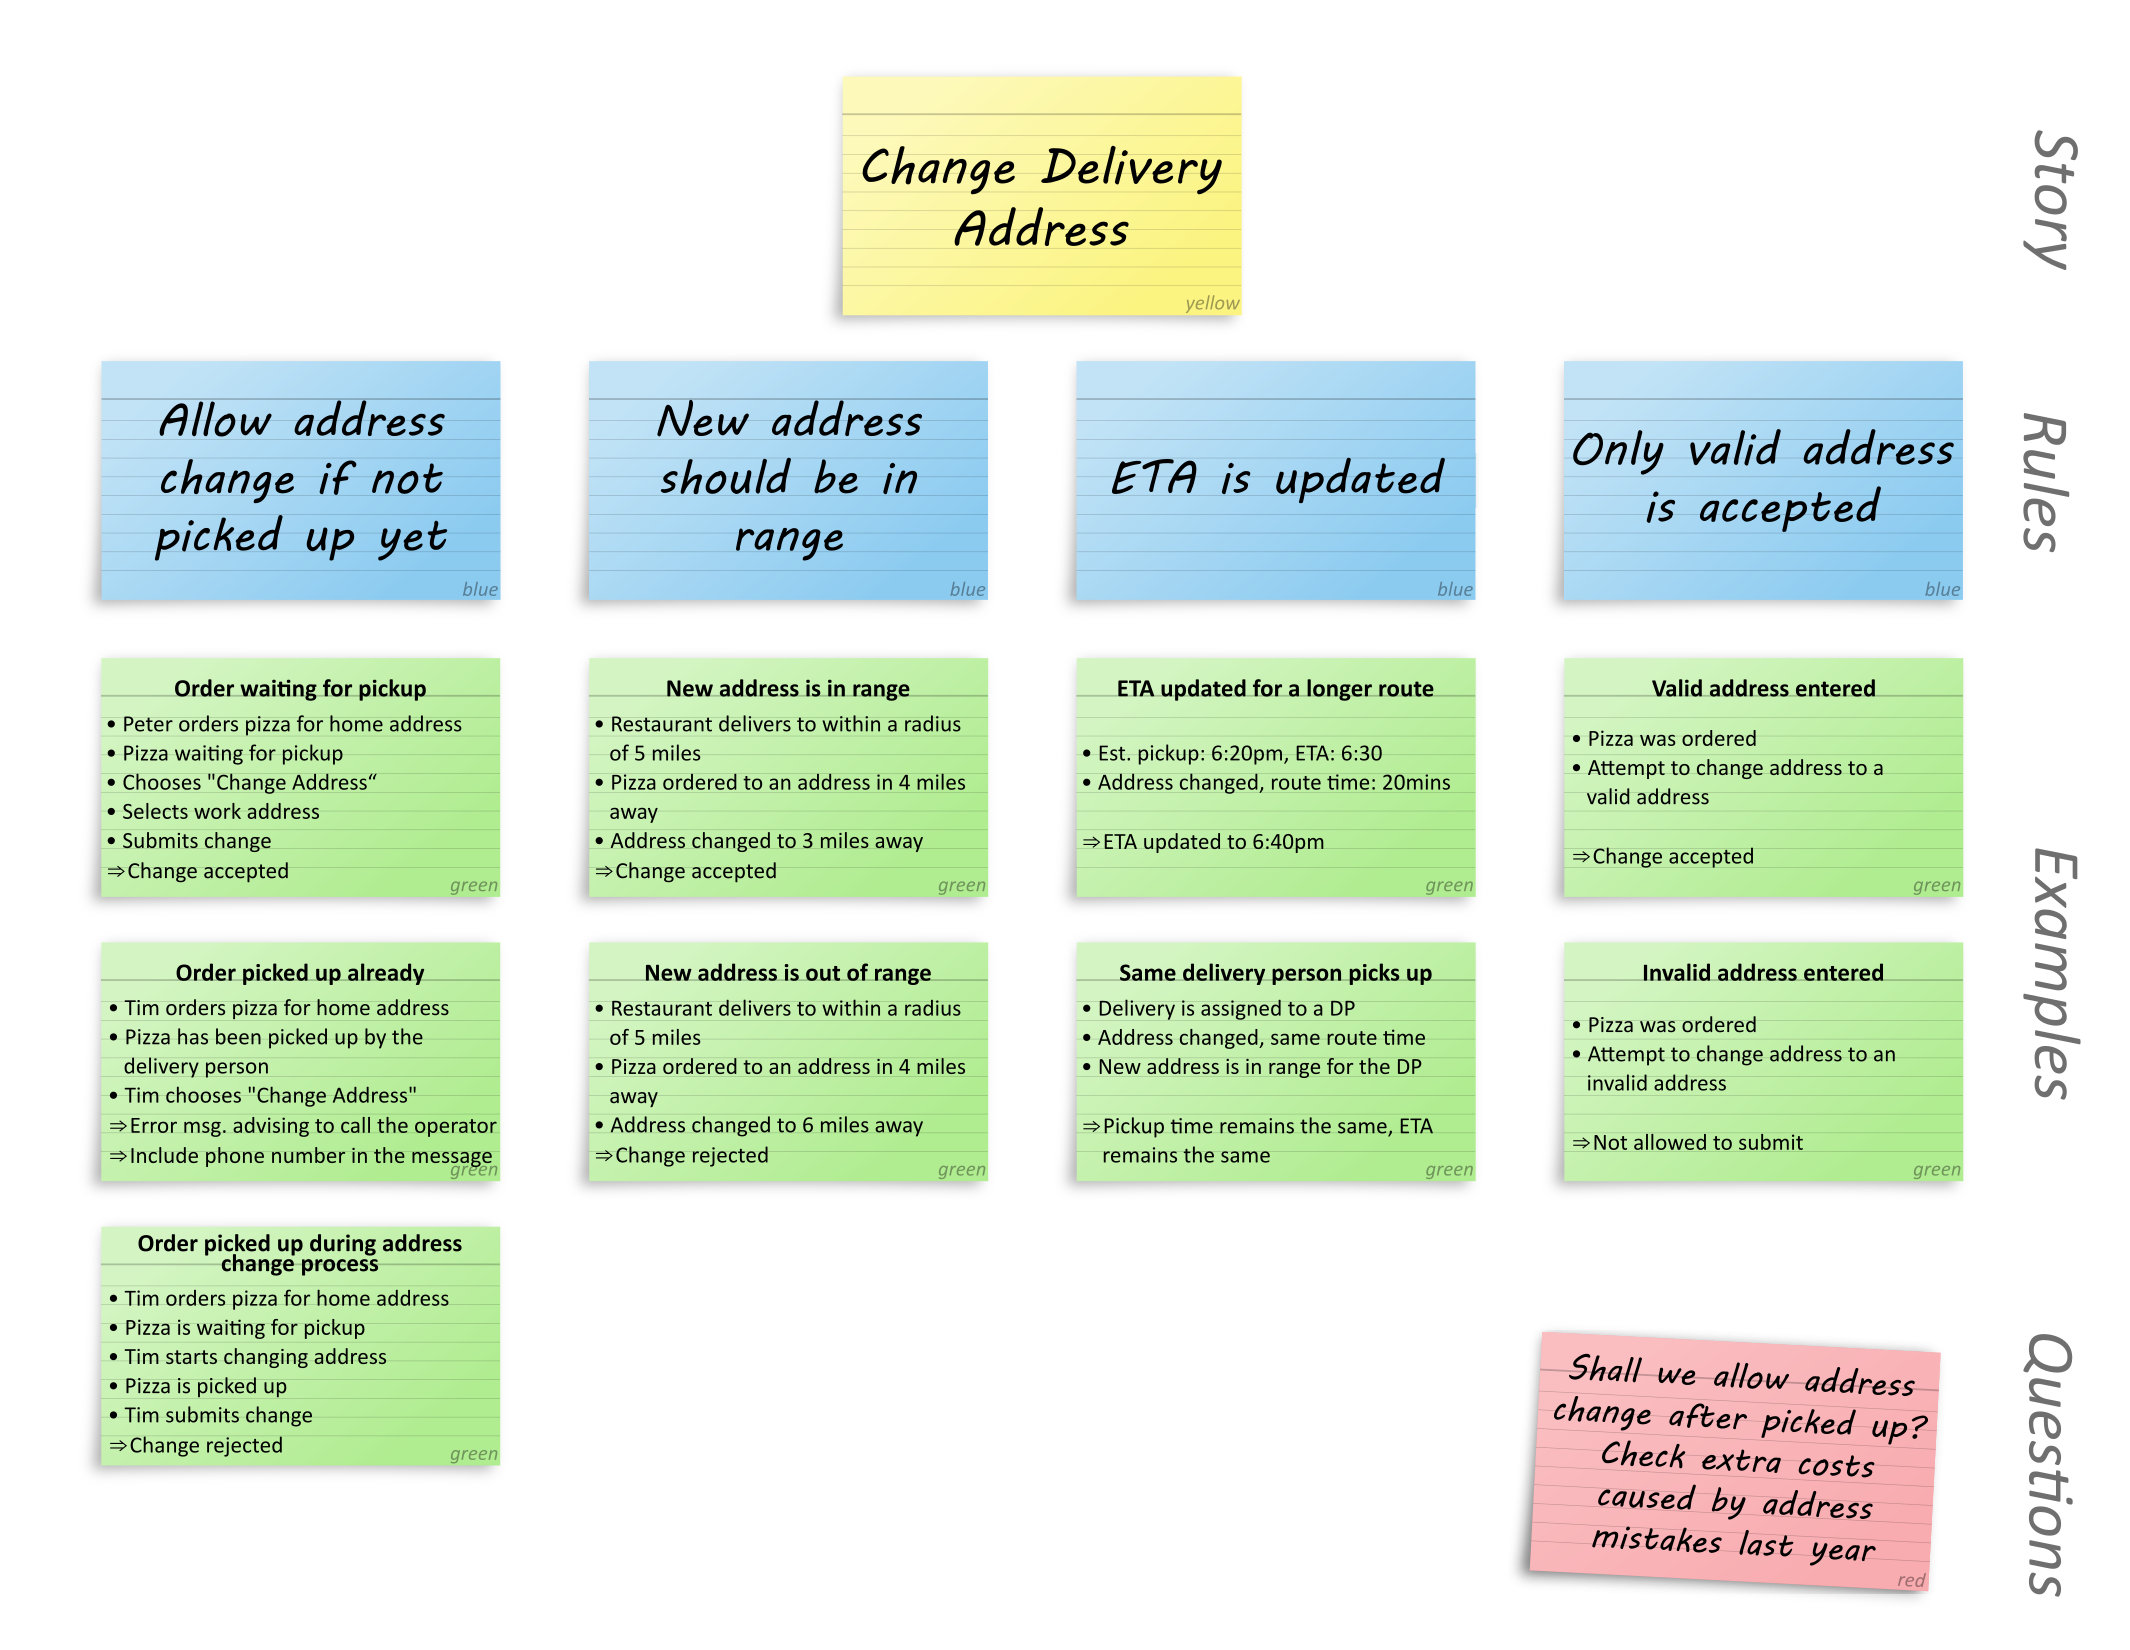 Change Delivery
Address
yellow
Story
Allow address
change if not
picked up yet
blue
New address
should be in
range
blue
ETA is updated
blue
Only valid address
is accepted
blue
Rules
Order waiting for pickup
• Peter orders pizza for home address
• Pizza waiting for pickup
• Chooses "Change Address“
• Selects work address
• Submits change
⇒Change accepted
green
New address is in range
• Restaurant delivers to within a radius
of 5 miles
• Pizza ordered to an address in 4 miles
away
• Address changed to 3 miles away
⇒Change accepted
green
ETA updated for a longer route
• Est. pickup: 6:20pm, ETA: 6:30
• Address changed, route time: 20mins
⇒ETA updated to 6:40pm
green
Valid address entered
• Pizza was ordered
• Attempt to change address to a
valid address
⇒Change accepted
green
Examples
Order picked up already
• Tim orders pizza for home address
• Pizza has been picked up by the
delivery person
• Tim chooses "Change Address"
⇒Error msg. advising to call the operator
⇒Include phone number in the message
green
New address is out of range
• Restaurant delivers to within a radius
of 5 miles
• Pizza ordered to an address in 4 miles
away
• Address changed to 6 miles away
⇒Change rejected
green
Same delivery person picks up
• Delivery is assigned to a DP
• Address changed, same route time
• New address is in range for the DP
⇒Pickup time remains the same, ETA
remains the same
green
Invalid address entered
• Pizza was ordered
• Attempt to change address to an
invalid address
⇒Not allowed to submit
green
Order picked up during address
change process
• Tim orders pizza for home address
• Pizza is waiting for pickup
• Tim starts changing address
• Pizza is picked up
• Tim submits change
⇒Change rejected
green
Shall we allow address
change after picked up?
Check extra costs
caused by address
mistakes last year
red
Questions